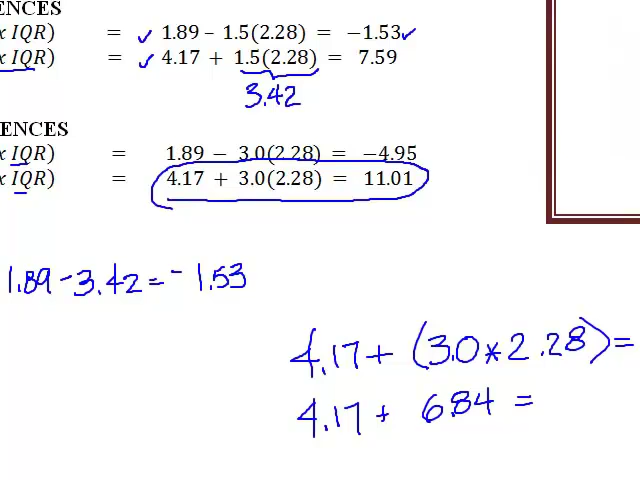 ENCES
x IQR) = ✓ 1.89 – 1.5(2.28) = −1.53 ✓
x IQR) = ✓ 4.17 + 1.5(2.28) = 7.59
3.42
ENCES
x IQR) = 1.89 − 3.0(2.28) = −4.95
x IQR) = 4.17 + 3.0(2.28) = 11.01
1.89 - 3.42 = - 1.53
4.17 + (3.0 * 2.28) =
4.17 + 6.84 =